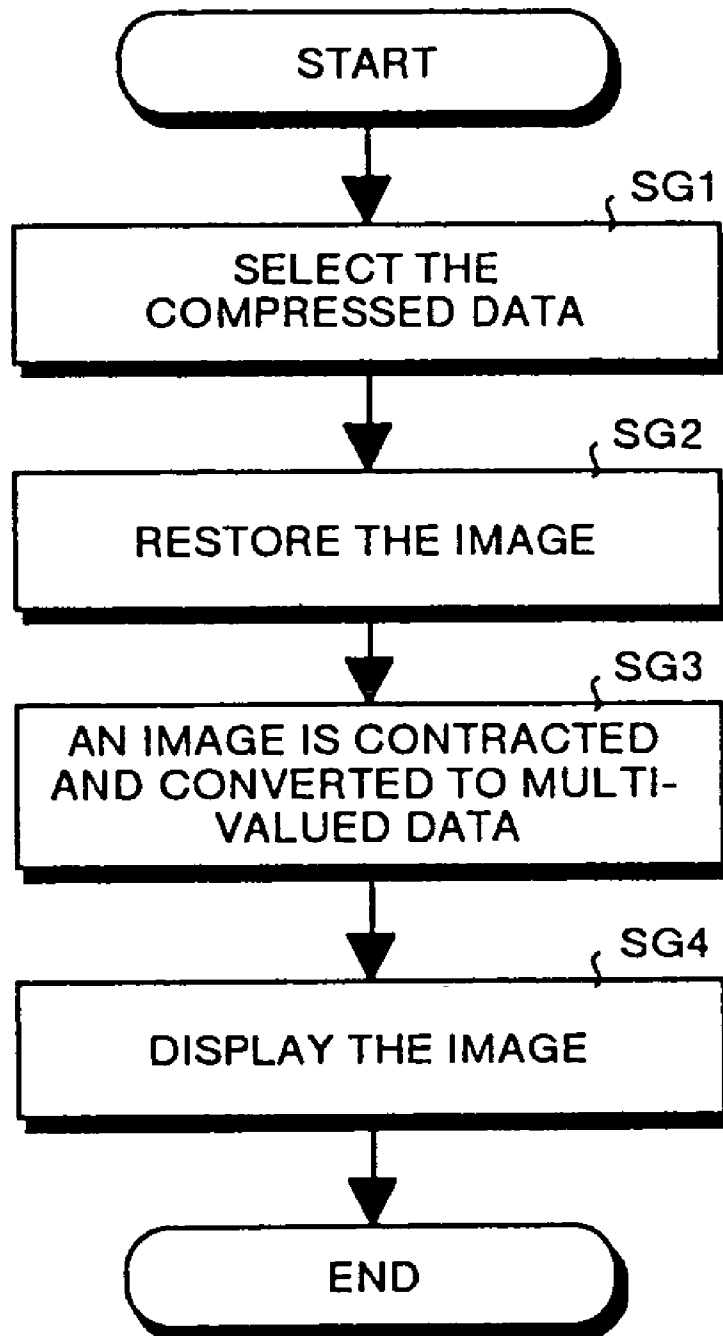 START
SG1
SELECT THE
COMPRESSED DATA
SG2
RESTORE THE IMAGE
SG3
AN IMAGE IS CONTRACTED
AND CONVERTED TO MULTI-
VALUED DATA
SG4
DISPLAY THE IMAGE
END